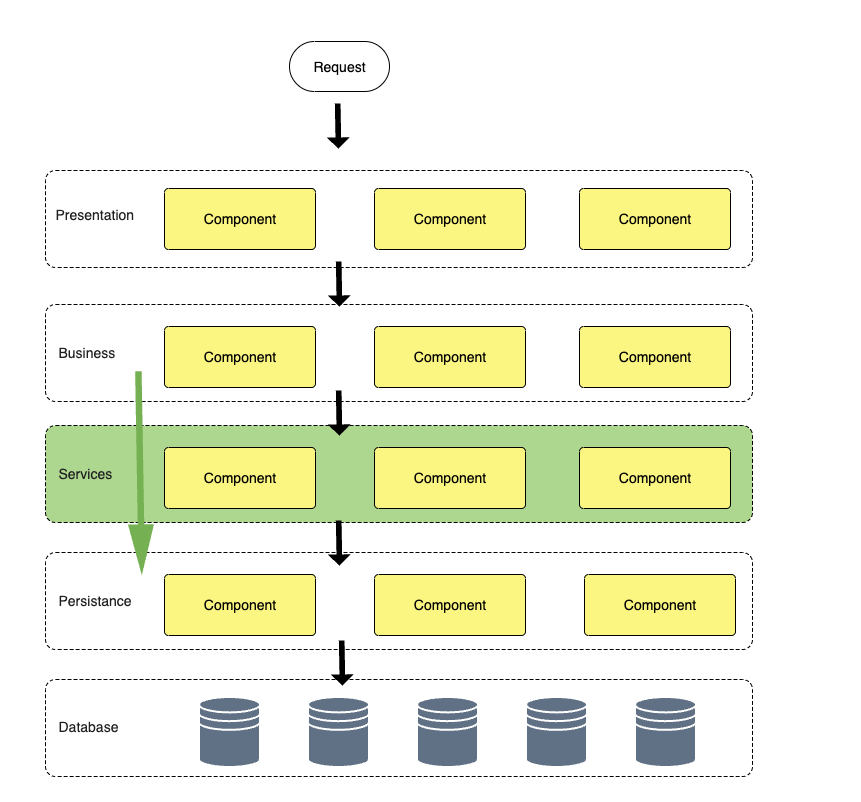 Request
Presentation
Component
Component
Component
Business
Component
Component
Component
Services
Component
Component
Component
Persistance
Component
Component
Component
Database